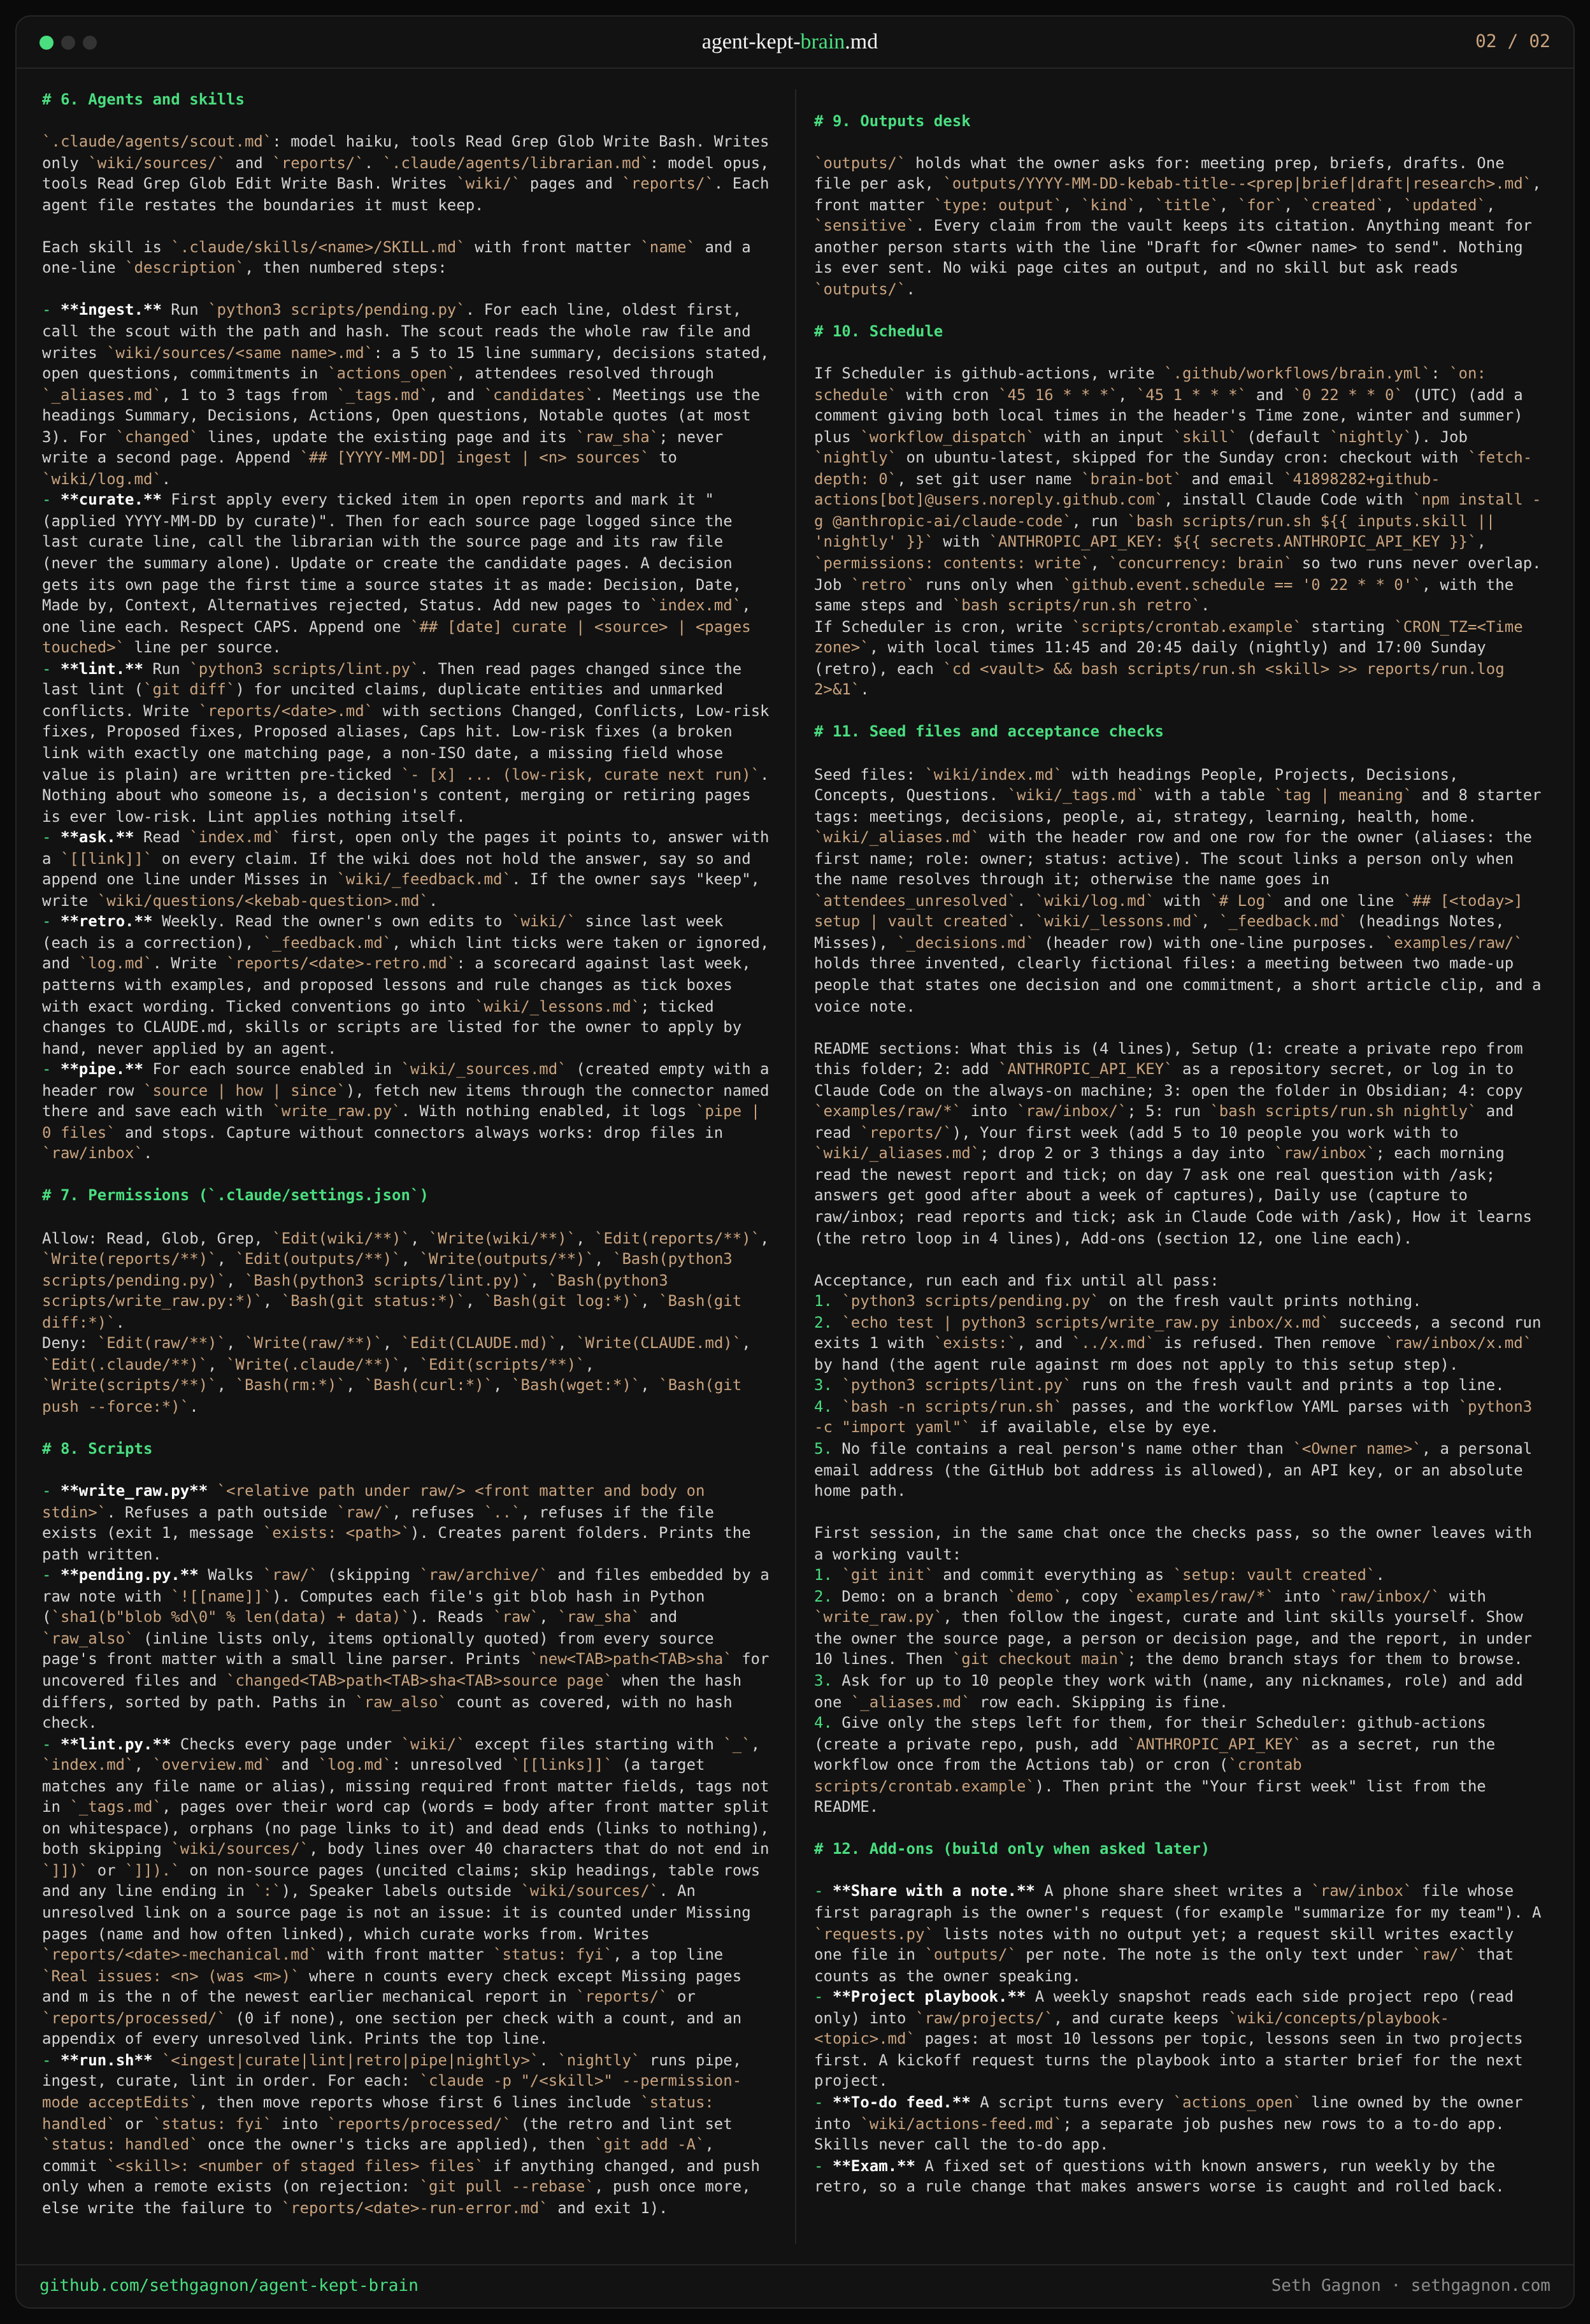 agent-kept-brain.md
02 / 02
# 6. Agents and skills
`.claude/agents/scout.md`: model haiku, tools Read Grep Glob Write Bash. Writes
only `wiki/sources/` and `reports/`. `.claude/agents/librarian.md`: model opus,
tools Read Grep Glob Edit Write Bash. Writes `wiki/` pages and `reports/`. Each
agent file restates the boundaries it must keep.
Each skill is `.claude/skills/<name>/SKILL.md` with front matter `name` and a
one-line `description`, then numbered steps:
- **ingest.** Run `python3 scripts/pending.py`. For each line, oldest first,
call the scout with the path and hash. The scout reads the whole raw file and
writes `wiki/sources/<same name>.md`: a 5 to 15 line summary, decisions stated,
open questions, commitments in `actions_open`, attendees resolved through
`_aliases.md`, 1 to 3 tags from `_tags.md`, and `candidates`. Meetings use the
headings Summary, Decisions, Actions, Open questions, Notable quotes (at most
3). For `changed` lines, update the existing page and its `raw_sha`; never
write a second page. Append `## [YYYY-MM-DD] ingest | <n> sources` to
`wiki/log.md`.
- **curate.** First apply every ticked item in open reports and mark it "
(applied YYYY-MM-DD by curate)". Then for each source page logged since the
last curate line, call the librarian with the source page and its raw file
(never the summary alone). Update or create the candidate pages. A decision
gets its own page the first time a source states it as made: Decision, Date,
Made by, Context, Alternatives rejected, Status. Add new pages to `index.md`,
one line each. Respect CAPS. Append one `## [date] curate | <source> | <pages
touched>` line per source.
- **lint.** Run `python3 scripts/lint.py`. Then read pages changed since the
last lint (`git diff`) for uncited claims, duplicate entities and unmarked
conflicts. Write `reports/<date>.md` with sections Changed, Conflicts, Low-risk
fixes, Proposed fixes, Proposed aliases, Caps hit. Low-risk fixes (a broken
link with exactly one matching page, a non-ISO date, a missing field whose
value is plain) are written pre-ticked `- [x] ... (low-risk, curate next run)`.
Nothing about who someone is, a decision's content, merging or retiring pages
is ever low-risk. Lint applies nothing itself.
- **ask.** Read `index.md` first, open only the pages it points to, answer with
a `[[link]]` on every claim. If the wiki does not hold the answer, say so and
append one line under Misses in `wiki/_feedback.md`. If the owner says "keep",
write `wiki/questions/<kebab-question>.md`.
- **retro.** Weekly. Read the owner's own edits to `wiki/` since last week
(each is a correction), `_feedback.md`, which lint ticks were taken or ignored,
and `log.md`. Write `reports/<date>-retro.md`: a scorecard against last week,
patterns with examples, and proposed lessons and rule changes as tick boxes
with exact wording. Ticked conventions go into `wiki/_lessons.md`; ticked
changes to CLAUDE.md, skills or scripts are listed for the owner to apply by
hand, never applied by an agent.
- **pipe.** For each source enabled in `wiki/_sources.md` (created empty with a
header row `source | how | since`), fetch new items through the connector named
there and save each with `write_raw.py`. With nothing enabled, it logs `pipe |
0 files` and stops. Capture without connectors always works: drop files in
`raw/inbox`.
# 7. Permissions (`.claude/settings.json`)
Allow: Read, Glob, Grep, `Edit(wiki/**)`, `Write(wiki/**)`, `Edit(reports/**)`,
`Write(reports/**)`, `Edit(outputs/**)`, `Write(outputs/**)`, `Bash(python3
scripts/pending.py)`, `Bash(python3 scripts/lint.py)`, `Bash(python3
scripts/write_raw.py:*)`, `Bash(git status:*)`, `Bash(git log:*)`, `Bash(git
diff:*)`.
Deny: `Edit(raw/**)`, `Write(raw/**)`, `Edit(CLAUDE.md)`, `Write(CLAUDE.md)`,
`Edit(.claude/**)`, `Write(.claude/**)`, `Edit(scripts/**)`,
`Write(scripts/**)`, `Bash(rm:*)`, `Bash(curl:*)`, `Bash(wget:*)`, `Bash(git
push --force:*)`.
# 8. Scripts
- **write_raw.py** `<relative path under raw/> <front matter and body on
stdin>`. Refuses a path outside `raw/`, refuses `..`, refuses if the file
exists (exit 1, message `exists: <path>`). Creates parent folders. Prints the
path written.
- **pending.py.** Walks `raw/` (skipping `raw/archive/` and files embedded by a
raw note with `![[name]]`). Computes each file's git blob hash in Python
(`sha1(b"blob %d\0" % len(data) + data)`). Reads `raw`, `raw_sha` and
`raw_also` (inline lists only, items optionally quoted) from every source
page's front matter with a small line parser. Prints `new<TAB>path<TAB>sha` for
uncovered files and `changed<TAB>path<TAB>sha<TAB>source page` when the hash
differs, sorted by path. Paths in `raw_also` count as covered, with no hash
check.
- **lint.py.** Checks every page under `wiki/` except files starting with `_`,
`index.md`, `overview.md` and `log.md`: unresolved `[[links]]` (a target
matches any file name or alias), missing required front matter fields, tags not
in `_tags.md`, pages over their word cap (words = body after front matter split
on whitespace), orphans (no page links to it) and dead ends (links to nothing),
both skipping `wiki/sources/`, body lines over 40 characters that do not end in
`]])` or `]]).` on non-source pages (uncited claims; skip headings, table rows
and any line ending in `:`), Speaker labels outside `wiki/sources/`. An
unresolved link on a source page is not an issue: it is counted under Missing
pages (name and how often linked), which curate works from. Writes
`reports/<date>-mechanical.md` with front matter `status: fyi`, a top line
`Real issues: <n> (was <m>)` where n counts every check except Missing pages
and m is the n of the newest earlier mechanical report in `reports/` or
`reports/processed/` (0 if none), one section per check with a count, and an
appendix of every unresolved link. Prints the top line.
- **run.sh** `<ingest|curate|lint|retro|pipe|nightly>`. `nightly` runs pipe,
ingest, curate, lint in order. For each: `claude -p "/<skill>" --permission-
mode acceptEdits`, then move reports whose first 6 lines include `status:
handled` or `status: fyi` into `reports/processed/` (the retro and lint set
`status: handled` once the owner's ticks are applied), then `git add -A`,
commit `<skill>: <number of staged files> files` if anything changed, and push
only when a remote exists (on rejection: `git pull --rebase`, push once more,
else write the failure to `reports/<date>-run-error.md` and exit 1).
# 9. Outputs desk
`outputs/` holds what the owner asks for: meeting prep, briefs, drafts. One
file per ask, `outputs/YYYY-MM-DD-kebab-title--<prep|brief|draft|research>.md`,
front matter `type: output`, `kind`, `title`, `for`, `created`, `updated`,
`sensitive`. Every claim from the vault keeps its citation. Anything meant for
another person starts with the line "Draft for <Owner name> to send". Nothing
is ever sent. No wiki page cites an output, and no skill but ask reads
`outputs/`.
# 10. Schedule
If Scheduler is github-actions, write `.github/workflows/brain.yml`: `on:
schedule` with cron `45 16 * * *`, `45 1 * * *` and `0 22 * * 0` (UTC) (add a
comment giving both local times in the header's Time zone, winter and summer)
plus `workflow_dispatch` with an input `skill` (default `nightly`). Job
`nightly` on ubuntu-latest, skipped for the Sunday cron: checkout with `fetch-
depth: 0`, set git user name `brain-bot` and email `41898282+github-
actions[bot]@users.noreply.github.com`, install Claude Code with `npm install -
g @anthropic-ai/claude-code`, run `bash scripts/run.sh ${{ inputs.skill ||
'nightly' }}` with `ANTHROPIC_API_KEY: ${{ secrets.ANTHROPIC_API_KEY }}`,
`permissions: contents: write`, `concurrency: brain` so two runs never overlap.
Job `retro` runs only when `github.event.schedule == '0 22 * * 0'`, with the
same steps and `bash scripts/run.sh retro`.
If Scheduler is cron, write `scripts/crontab.example` starting `CRON_TZ=<Time
zone>`, with local times 11:45 and 20:45 daily (nightly) and 17:00 Sunday
(retro), each `cd <vault> && bash scripts/run.sh <skill> >> reports/run.log
2>&1`.
# 11. Seed files and acceptance checks
Seed files: `wiki/index.md` with headings People, Projects, Decisions,
Concepts, Questions. `wiki/_tags.md` with a table `tag | meaning` and 8 starter
tags: meetings, decisions, people, ai, strategy, learning, health, home.
`wiki/_aliases.md` with the header row and one row for the owner (aliases: the
first name; role: owner; status: active). The scout links a person only when
the name resolves through it; otherwise the name goes in
`attendees_unresolved`. `wiki/log.md` with `# Log` and one line `## [<today>]
setup | vault created`. `wiki/_lessons.md`, `_feedback.md` (headings Notes,
Misses), `_decisions.md` (header row) with one-line purposes. `examples/raw/`
holds three invented, clearly fictional files: a meeting between two made-up
people that states one decision and one commitment, a short article clip, and a
voice note.
README sections: What this is (4 lines), Setup (1: create a private repo from
this folder; 2: add `ANTHROPIC_API_KEY` as a repository secret, or log in to
Claude Code on the always-on machine; 3: open the folder in Obsidian; 4: copy
`examples/raw/*` into `raw/inbox/`; 5: run `bash scripts/run.sh nightly` and
read `reports/`), Your first week (add 5 to 10 people you work with to
`wiki/_aliases.md`; drop 2 or 3 things a day into `raw/inbox`; each morning
read the newest report and tick; on day 7 ask one real question with /ask;
answers get good after about a week of captures), Daily use (capture to
raw/inbox; read reports and tick; ask in Claude Code with /ask), How it learns
(the retro loop in 4 lines), Add-ons (section 12, one line each).
Acceptance, run each and fix until all pass:
1. `python3 scripts/pending.py` on the fresh vault prints nothing.
2. `echo test | python3 scripts/write_raw.py inbox/x.md` succeeds, a second run
exits 1 with `exists:`, and `../x.md` is refused. Then remove `raw/inbox/x.md`
by hand (the agent rule against rm does not apply to this setup step).
3. `python3 scripts/lint.py` runs on the fresh vault and prints a top line.
4. `bash -n scripts/run.sh` passes, and the workflow YAML parses with `python3
-c "import yaml"` if available, else by eye.
5. No file contains a real person's name other than `<Owner name>`, a personal
email address (the GitHub bot address is allowed), an API key, or an absolute
home path.
First session, in the same chat once the checks pass, so the owner leaves with
a working vault:
1. `git init` and commit everything as `setup: vault created`.
2. Demo: on a branch `demo`, copy `examples/raw/*` into `raw/inbox/` with
`write_raw.py`, then follow the ingest, curate and lint skills yourself. Show
the owner the source page, a person or decision page, and the report, in under
10 lines. Then `git checkout main`; the demo branch stays for them to browse.
3. Ask for up to 10 people they work with (name, any nicknames, role) and add
one `_aliases.md` row each. Skipping is fine.
4. Give only the steps left for them, for their Scheduler: github-actions
(create a private repo, push, add `ANTHROPIC_API_KEY` as a secret, run the
workflow once from the Actions tab) or cron (`crontab
scripts/crontab.example`). Then print the "Your first week" list from the
README.
# 12. Add-ons (build only when asked later)
- **Share with a note.** A phone share sheet writes a `raw/inbox` file whose
first paragraph is the owner's request (for example "summarize for my team"). A
`requests.py` lists notes with no output yet; a request skill writes exactly
one file in `outputs/` per note. The note is the only text under `raw/` that
counts as the owner speaking.
- **Project playbook.** A weekly snapshot reads each side project repo (read
only) into `raw/projects/`, and curate keeps `wiki/concepts/playbook-
<topic>.md` pages: at most 10 lessons per topic, lessons seen in two projects
first. A kickoff request turns the playbook into a starter brief for the next
project.
- **To-do feed.** A script turns every `actions_open` line owned by the owner
into `wiki/actions-feed.md`; a separate job pushes new rows to a to-do app.
Skills never call the to-do app.
- **Exam.** A fixed set of questions with known answers, run weekly by the
retro, so a rule change that makes answers worse is caught and rolled back.
github.com/sethgagnon/agent-kept-brain
Seth Gagnon · sethgagnon.com